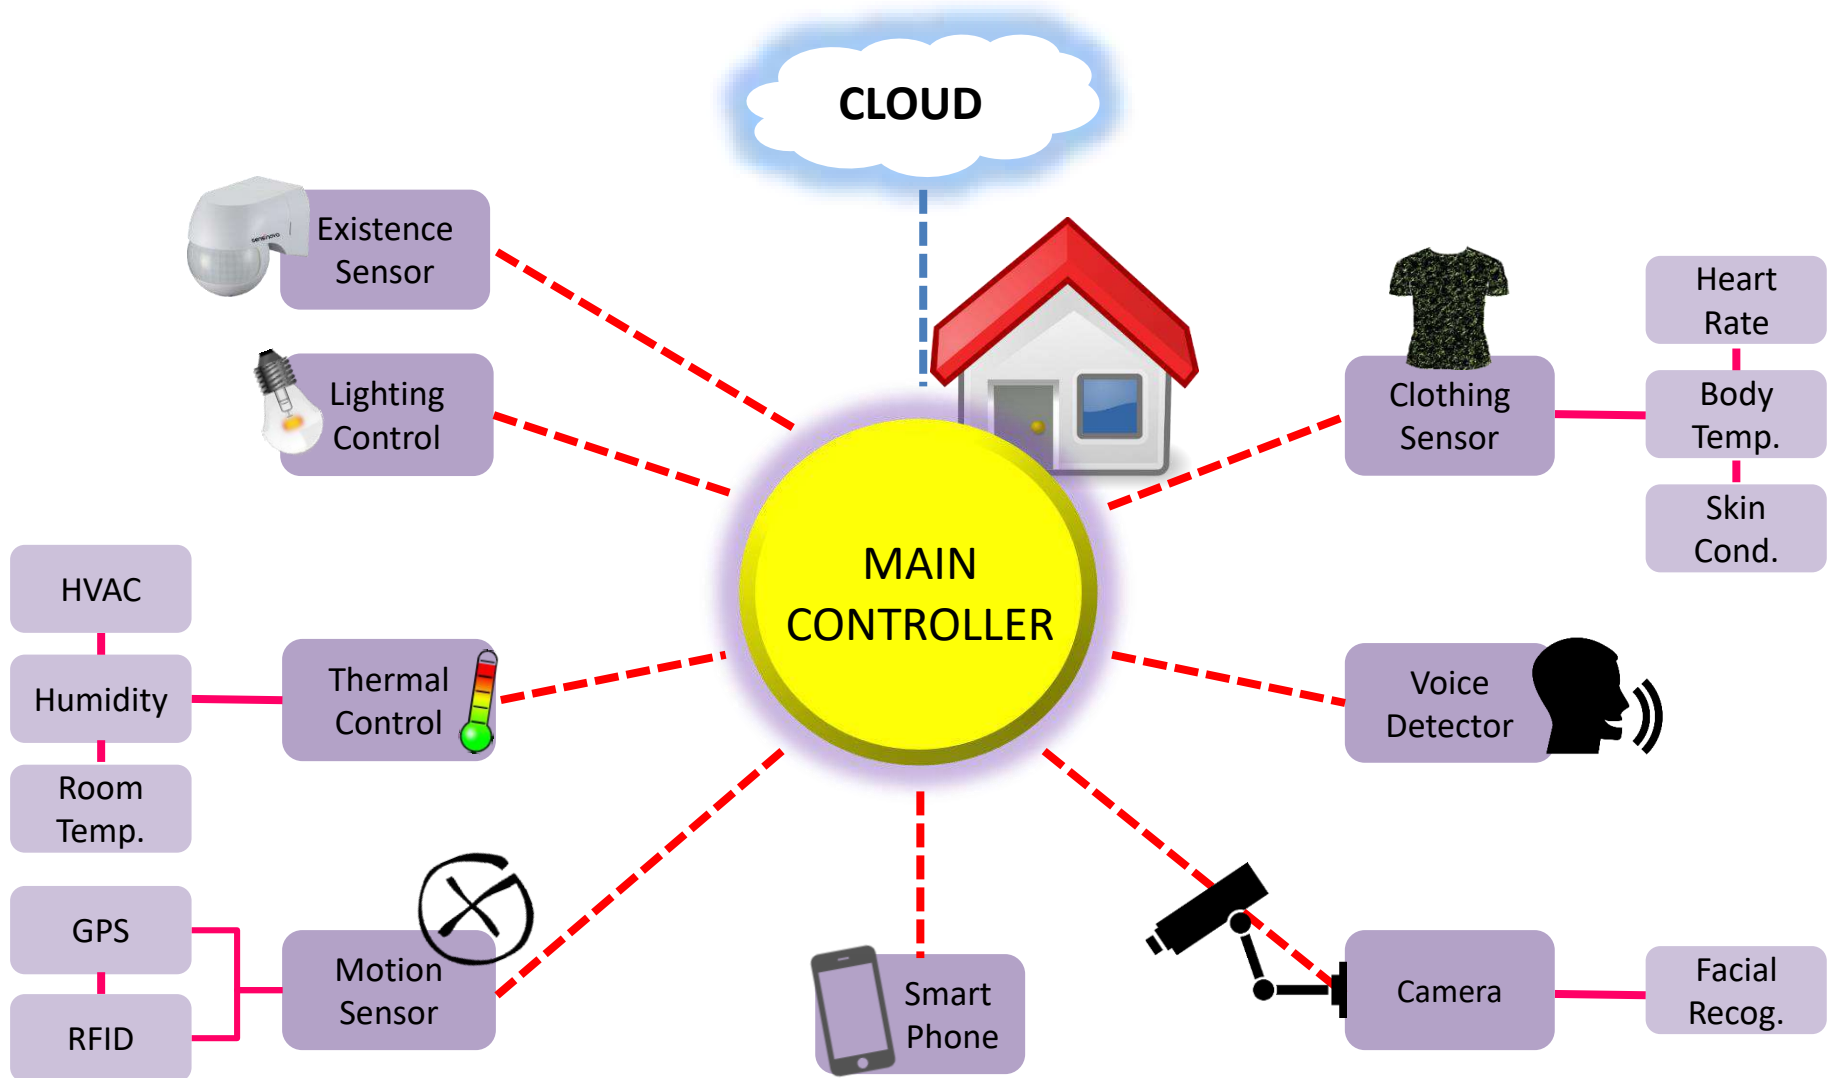 CLOUD
Existence
Sensor
Lighting
Control
Clothing
Sensor
Heart
Rate
Body
Temp.
Skin
Cond.
MAIN
CONTROLLER
HVAC
Humidity
Room
Temp.
Thermal
Control
Voice
Detector
GPS
RFID
Motion
Sensor
Smart
Phone
Camera
Facial
Recog.